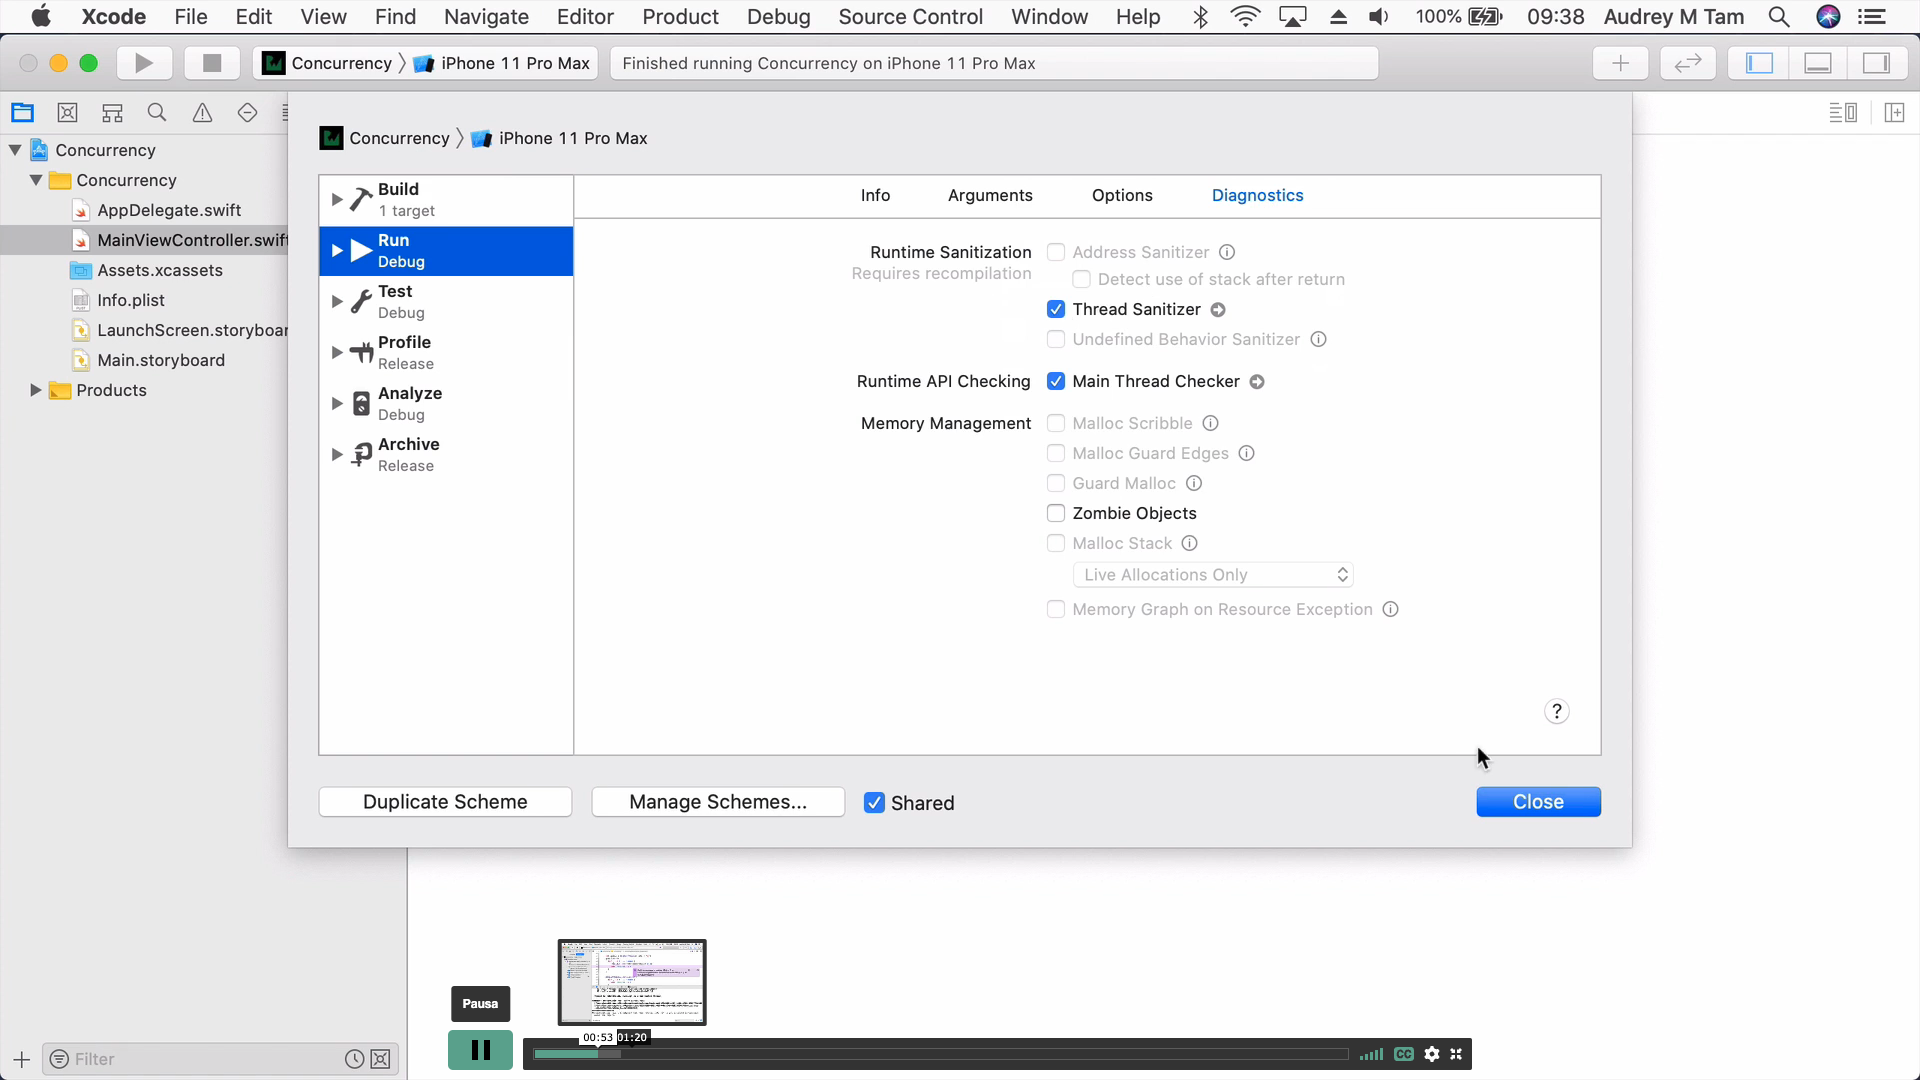 Xcode File Edit View Find Navigate Editor Product Debug Source Control Window Help 100% 09:38 Audrey M Tam
Concurrency iPhone 11 Pro Max
Finished running Concurrency on iPhone 11 Pro Max
Concurrency
Concurrency
AppDelegate.swift
MainViewController.swift
Assets.xcassets
Info.plist
LaunchScreen.storyboar
Main.storyboard
Products
Concurrency iPhone 11 Pro Max
Build
1 target
Run
Debug
Test
Debug
Profile
Release
Analyze
Debug
Archive
Release
Info Arguments Options Diagnostics
Runtime Sanitization Address Sanitizer
Requires recompilation
Detect use of stack after return
Thread Sanitizer
Undefined Behavior Sanitizer
Runtime API Checking Main Thread Checker
Memory Management Malloc Scribble
Malloc Guard Edges
Guard Malloc
Zombie Objects
Malloc Stack
Live Allocations Only
Memory Graph on Resource Exception
?
Duplicate Scheme Manage Schemes... Shared Close
Pausa
00:53 01:20
CC
Filter